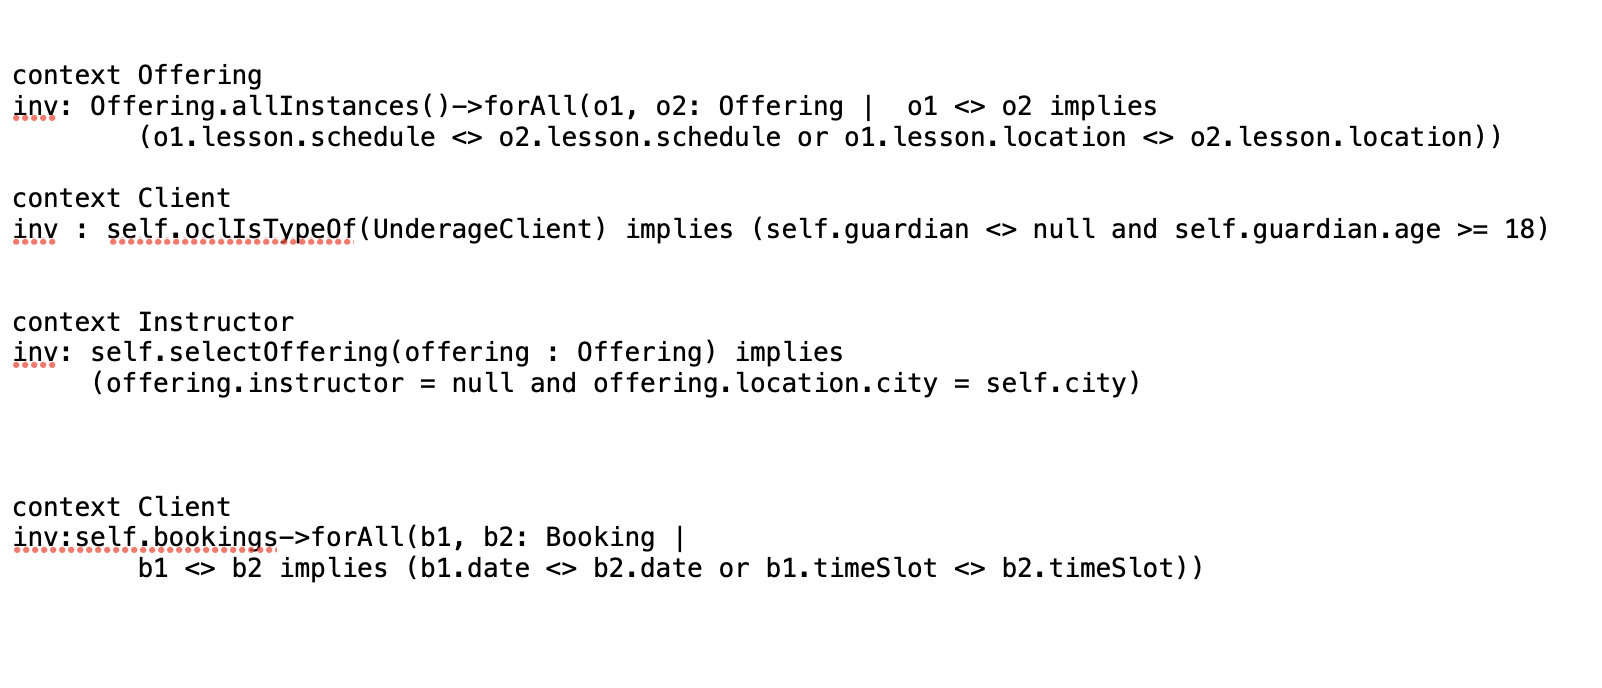 context Offering
inv: Offering.allInstances()->forAll(o1, o2: Offering |  o1 <> o2 implies
        (o1.lesson.schedule <> o2.lesson.schedule or o1.lesson.location <> o2.lesson.location))
context Client
inv : self.oclIsTypeOf(UnderageClient) implies (self.guardian <> null and self.guardian.age >= 18)
context Instructor
inv: self.selectOffering(offering : Offering) implies
     (offering.instructor = null and offering.location.city = self.city)
context Client
inv:self.bookings->forAll(b1, b2: Booking |
        b1 <> b2 implies (b1.date <> b2.date or b1.timeSlot <> b2.timeSlot))